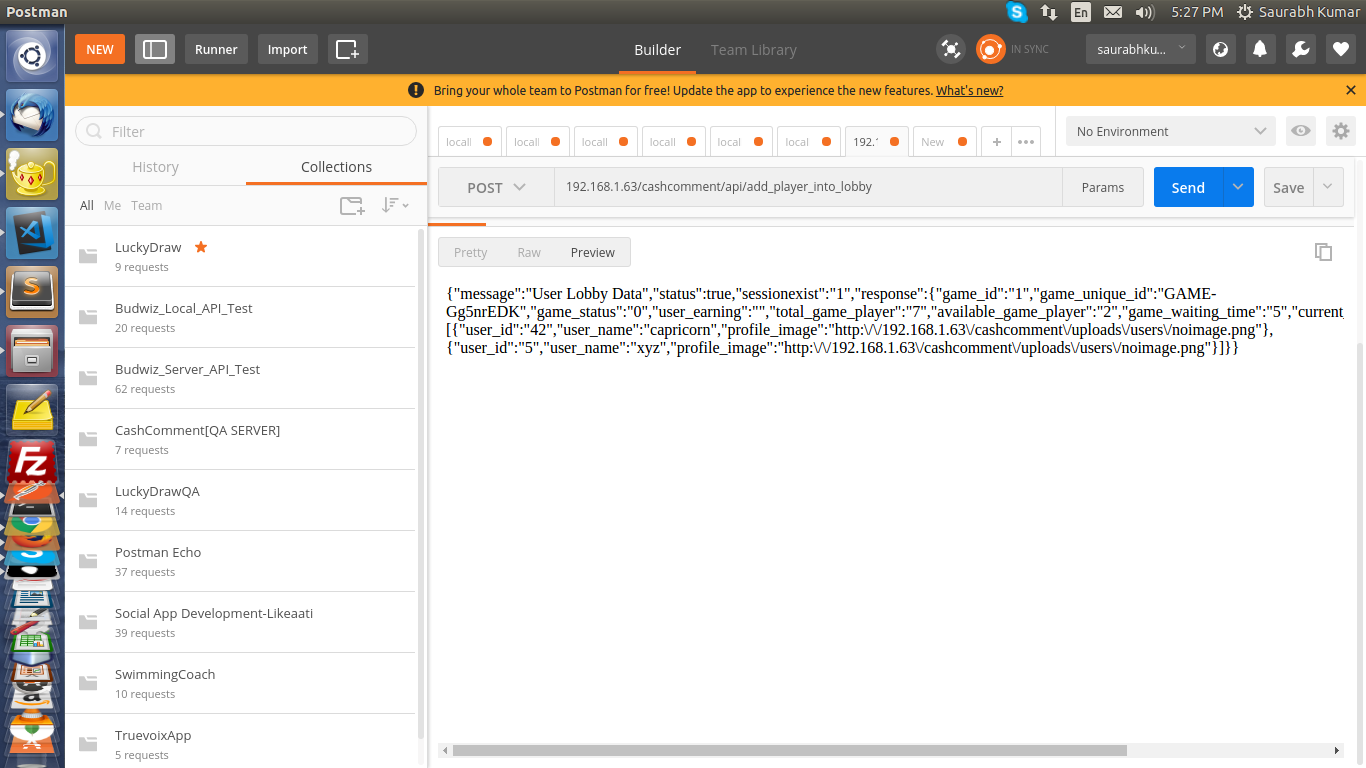 Postman
En
5:27 PM
Saurabh Kumar
NEW
Runner
Import
Builder
Team Library
IN SYNC
saurabhku...
Bring your whole team to Postman for free! Update the app to experience the new features. What's new?
Filter
History
Collections
All Me Team
LuckyDraw
9 requests
Budwiz_Local_API_Test
20 requests
Budwiz_Server_API_Test
62 requests
CashComment[QA SERVER]
7 requests
LuckyDrawQA
14 requests
Postman Echo
37 requests
Social App Development-Likeaati
39 requests
SwimmingCoach
10 requests
TruevoixApp
5 requests
locall
locall
locall
locall
local
local
192.1
New
No Environment
POST
192.168.1.63/cashcomment/api/add_player_into_lobby
Params
Send
Save
Pretty
Raw
Preview
{"message":"User Lobby Data","status":true,"sessionexist":"1","response":{"game_id":"1","game_unique_id":"GAME-
Gg5nrEDK","game_status":"0","user_earning":"","total_game_player":"7","available_game_player":"2","game_waiting_time":"5","current_
[{"user_id":"42","user_name":"capricorn","profile_image":"http:\/\/192.168.1.63\/cashcomment\/uploads\/users\/noimage.png"},
{"user_id":"5","user_name":"xyz","profile_image":"http:\/\/192.168.1.63\/cashcomment\/uploads\/users\/noimage.png"}]}}